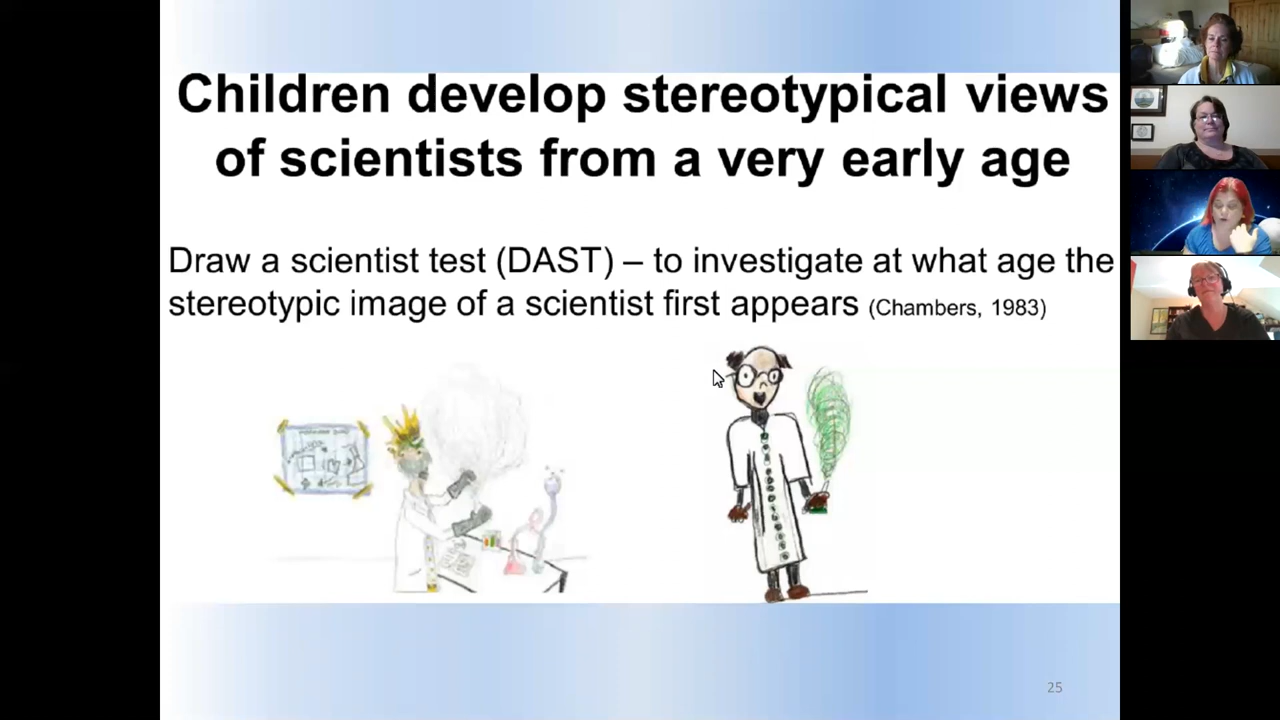 Children develop stereotypical views
of scientists from a very early age
Draw a scientist test (DAST) – to investigate at what age the
stereotypic image of a scientist first appears (Chambers, 1983)
25